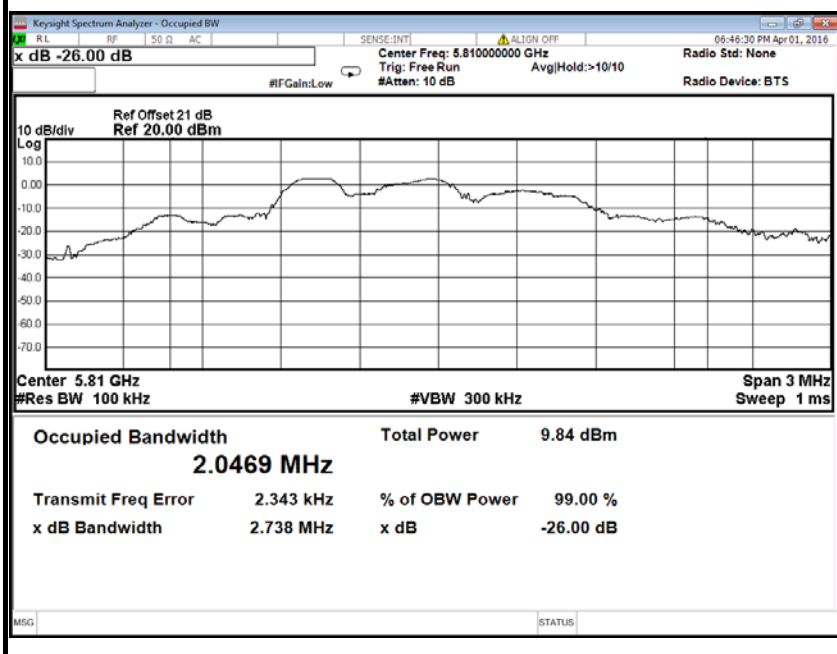 Keysight Spectrum Analyzer - Occupied BW
RL RF 50 Ω AC SENSE:INT ALIGN OFF 06:46:30 PM Apr 01, 2016
x dB -26.00 dB
Center Freq: 5.810000000 GHz
Radio Std: None
Trig: Free Run Avg|Hold:>10/10
#IFGain:Low #Atten: 10 dB Radio Device: BTS
Ref Offset 21 dB
10 dB/div Ref 20.00 dBm
Log
10.0
0.00
-10.0
-20.0
-30.0
-40.0
-50.0
-60.0
-70.0
Center 5.81 GHz Span 3 MHz
#Res BW 100 kHz #VBW 300 kHz Sweep 1 ms
Occupied Bandwidth Total Power 9.84 dBm
2.0469 MHz
Transmit Freq Error 2.343 kHz % of OBW Power 99.00 %
x dB Bandwidth 2.738 MHz x dB -26.00 dB
MSG STATUS